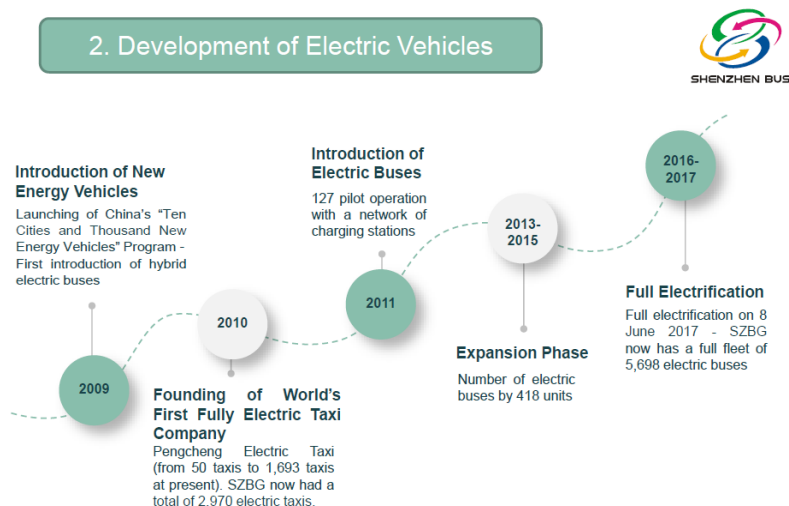 2. Development of Electric Vehicles
SHENZHEN BUS
Introduction of New
Energy Vehicles
Launching of China's "Ten
Cities and Thousand New
Energy Vehicles" Program -
First introduction of hybrid
electric buses
2009
2010
Founding of World's
First Fully Electric Taxi
Company
Pengcheng Electric Taxi
(from 50 taxis to 1,693 taxis
at present). SZBG now had a
total of 2,970 electric taxis.
Introduction of
Electric Buses
127 pilot operation
with a network of
charging stations
2011
2013-
2015
Expansion Phase
Number of electric
buses by 418 units
2016-
2017
Full Electrification
Full electrification on 8
June 2017 - SZBG
now has a full fleet of
5,698 electric buses